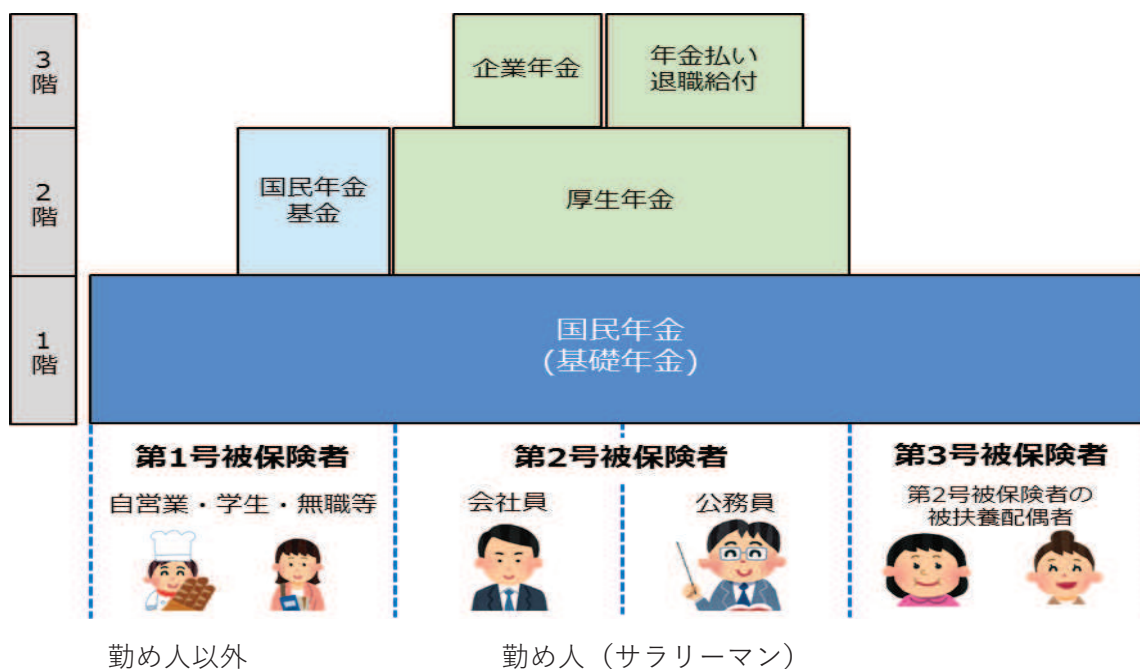 3
階
企業年金
年金払い
退職給付
2
階
国民年金
基金
厚生年金
1
階
国民年金
(基礎年金)
第1号被保険者
第2号被保険者
第3号被保険者
自営業・学生・無職等
会社員
公務員
第2号被保険者の
被扶養配偶者
勤め人以外
勤め人（サラリーマン）